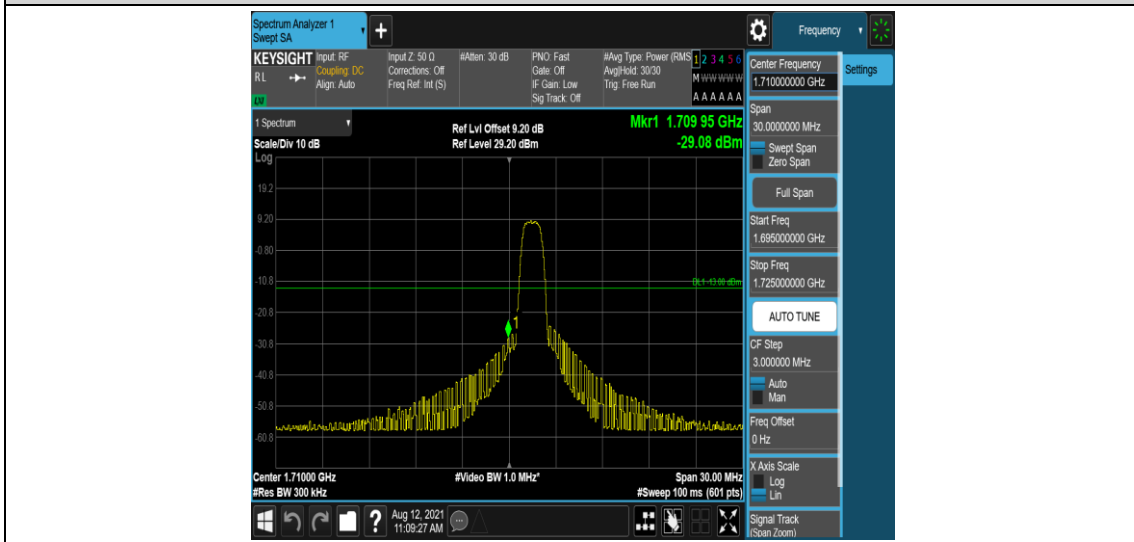 Spectrum Analyzer 1
Swept SA
+
Frequency
KEYSIGHT
RL
Input: RF
Coupling: DC
Align: Auto
Input Z: 50 Ω
Corrections: Off
Freq Ref: Int (S)
#Atten: 30 dB
PNO: Fast
Gate: Off
IF Gain: Low
Sig Track: Off
#Avg Type: Power (RMS
Avg|Hold: 30/30
Trig: Free Run
1 2 3 4 5 6
M W W W W W
A A A A A A
1 Spectrum
Scale/Div 10 dB
Log
Ref Lvl Offset 9.20 dB
Ref Level 29.20 dBm
Mkr1 1.709 95 GHz
-29.08 dBm
19.2
9.20
-0.80
-10.8
DL1 -13.00 dBm
-20.8
1
-30.8
-40.8
-50.8
-60.8
Center 1.71000 GHz
#Res BW 300 kHz
#Video BW 1.0 MHz*
Span 30.00 MHz
#Sweep 100 ms (601 pts)
?
Aug 12, 2021
11:09:27 AM
Center Frequency
1.710000000 GHz
Settings
Span
30.0000000 MHz
Swept Span
Zero Span
Full Span
Start Freq
1.695000000 GHz
Stop Freq
1.725000000 GHz
AUTO TUNE
CF Step
3.000000 MHz
Auto
Man
Freq Offset
0 Hz
X Axis Scale
Log
Lin
Signal Track
(Span Zoom)